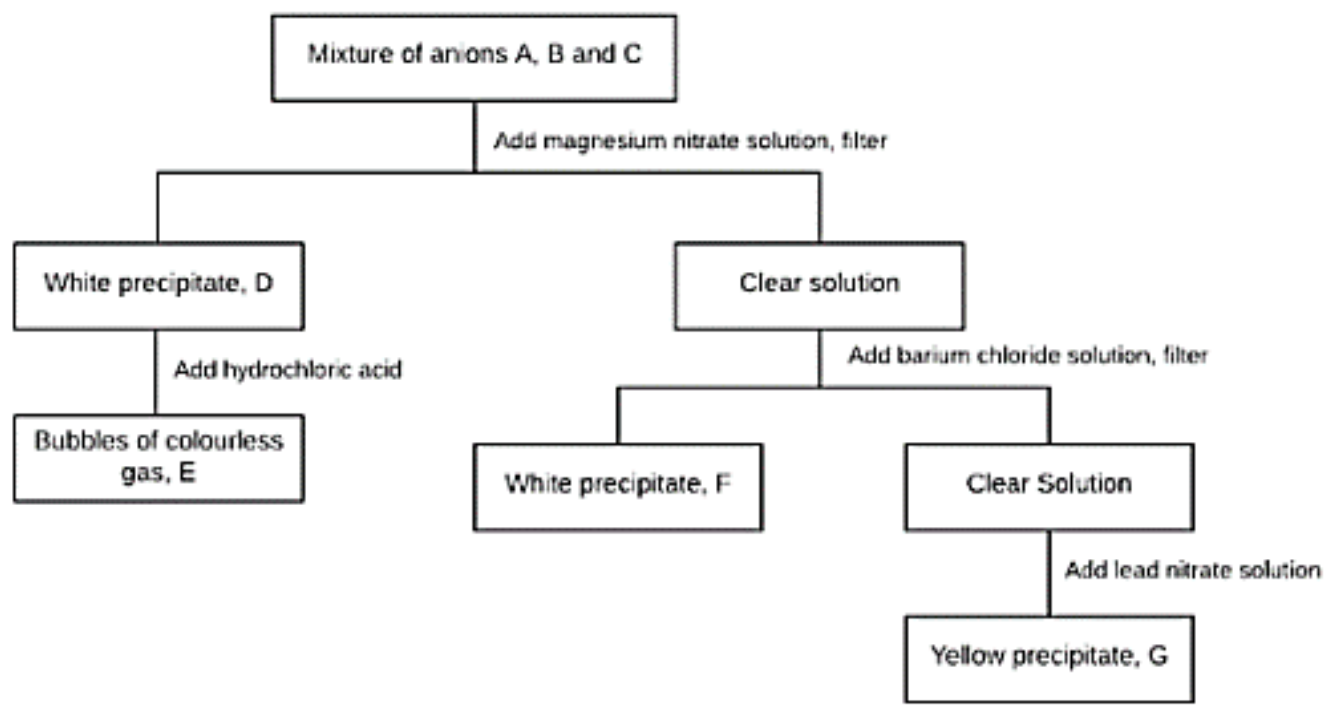 Mixture of anions A, B and C
Add magnesium nitrate solution, filter
White precipitate, D
Clear solution
Add hydrochloric acid
Add barium chloride solution, filter
Bubbles of colourless
gas, E
White precipitate, F
Clear Solution
Add lead nitrate solution
Yellow precipitate, G